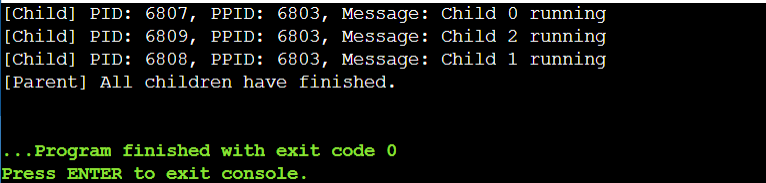 [Child] PID: 6807, PPID: 6803, Message: Child 0 running
[Child] PID: 6809, PPID: 6803, Message: Child 2 running
[Child] PID: 6808, PPID: 6803, Message: Child 1 running
[Parent] All children have finished.
...Program finished with exit code 0
Press ENTER to exit console.